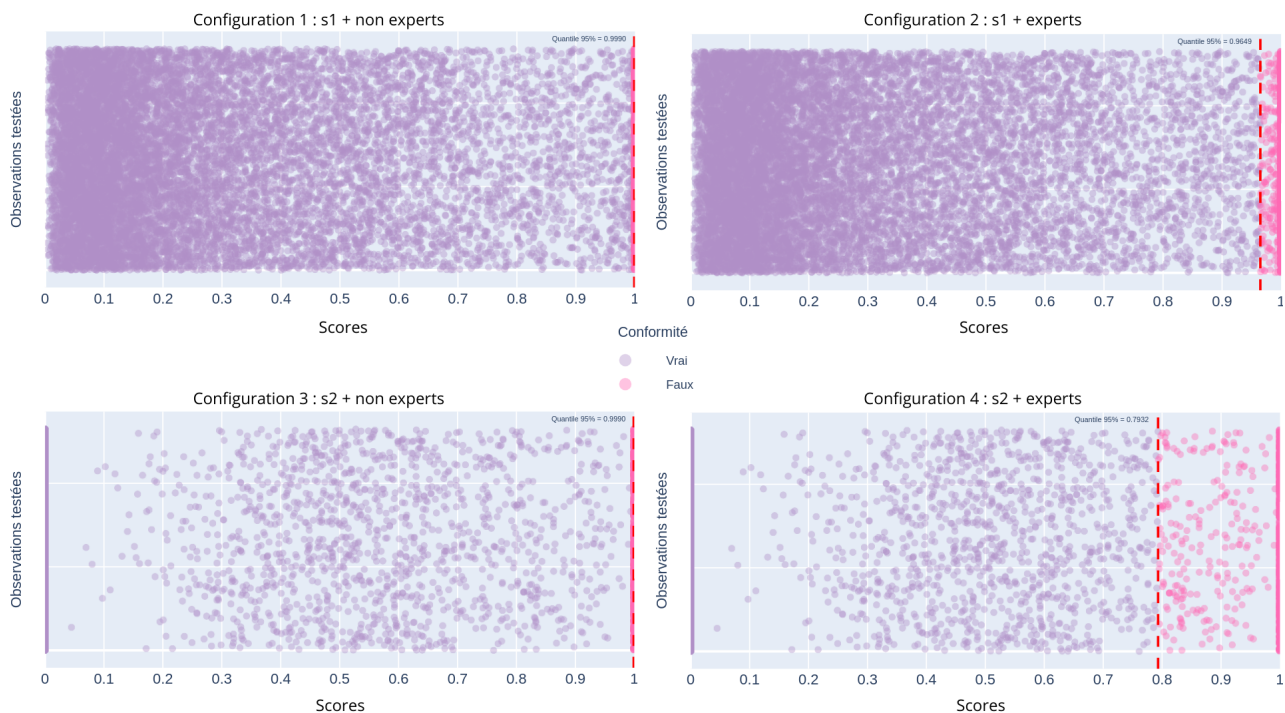 Configuration 1 : s1 + non experts
Quantile 95% = 0.9990
Observations testées
0 0.1 0.2 0.3 0.4 0.5 0.6 0.7 0.8 0.9 1
Scores
Configuration 2 : s1 + experts
Quantile 95% = 0.9649
Observations testées
0 0.1 0.2 0.3 0.4 0.5 0.6 0.7 0.8 0.9 1
Scores
Conformité
Vrai
Faux
Configuration 3 : s2 + non experts
Quantile 95% = 0.9990
Observations testées
0 0.1 0.2 0.3 0.4 0.5 0.6 0.7 0.8 0.9 1
Scores
Configuration 4 : s2 + experts
Quantile 95% = 0.7932
Observations testées
0 0.1 0.2 0.3 0.4 0.5 0.6 0.7 0.8 0.9 1
Scores